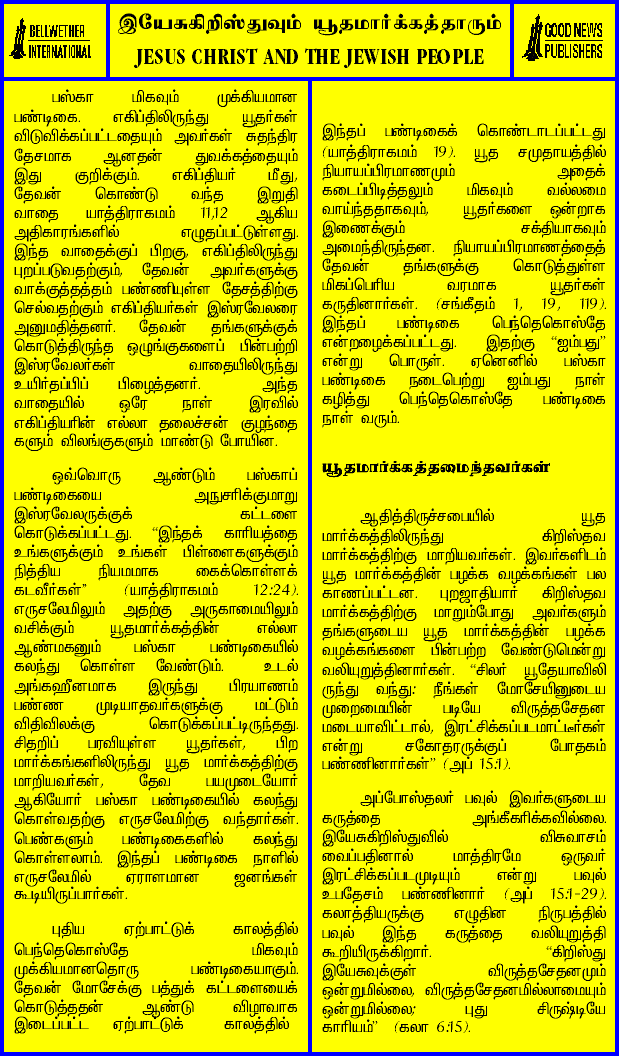 BELLWETHER
INTERNATIONAL
இயேசுகிறிஸ்துவும் யூதமார்க்கத்தாரும்
JESUS CHRIST AND THE JEWISH PEOPLE
GOOD NEWS
PUBLISHERS
பஸ்கா மிகவும் முக்கியமான
பண்டிகை. எகிப்திலிருந்து யூதர்கள்
விடுவிக்கப்பட்டதையும் அவர்கள் சுதந்திர
தேசமாக ஆனதன் துவக்கத்தையும்
இது குறிக்கும். எகிப்தியர் மீது,
தேவன் கொண்டு வந்த இறுதி
வாதை யாத்திராகமம் 11,12 ஆகிய
அதிகாரங்களில் எழுதப்பட்டுள்ளது.
இந்த வாதைக்குப் பிறகு, எகிப்திலிருந்து
புறப்படுவதற்கும், தேவன் அவர்களுக்கு
வாக்குத்தத்தம் பண்ணியுள்ள தேசத்திற்கு
செல்வதற்கும் எகிப்தியர்கள் இஸ்ரவேலரை
அனுமதித்தனர். தேவன் தங்களுக்குக்
கொடுத்திருந்த ஒழுங்குகளைப் பின்பற்றி
இஸ்ரவேலர்கள் வாதையிலிருந்து
உயிர்தப்பிப் பிழைத்தனர். அந்த
வாதையில் ஒரே நாள் இரவில்
எகிப்தியரின் எல்லா தலைச்சன் குழந்தை
களும் விலங்குகளும் மாண்டு போயின.
ஒவ்வொரு ஆண்டும் பஸ்காப்
பண்டிகையை அநுசரிக்குமாறு
இஸ்ரவேலருக்குக் கட்டளை
கொடுக்கப்பட்டது. "இந்தக் காரியத்தை
உங்களுக்கும் உங்கள் பிள்ளைகளுக்கும்
நித்திய நியமமாக கைக்கொள்ளக்
கடவீர்கள்" (யாத்திராகமம் 12:24).
எருசலேமிலும் அதற்கு அருகாமையிலும்
வசிக்கும் யூதமார்க்கத்தின் எல்லா
ஆண்மகனும் பஸ்கா பண்டிகையில்
கலந்து கொள்ள வேண்டும். உடல்
அங்கஹீனமாக இருந்து பிரயாணம்
பண்ண முடியாதவர்களுக்கு மட்டும்
விதிவிலக்கு கொடுக்கப்பட்டிருந்தது.
சிதறிப் பரவியுள்ள யூதர்கள், பிற
மார்க்கங்களிலிருந்து யூத மார்க்கத்திற்கு
மாறியவர்கள், தேவ பயமுடையோர்
ஆகியோர் பஸ்கா பண்டிகையில் கலந்து
கொள்வதற்கு எருசலேமிற்கு வந்தார்கள்.
பெண்களும் பண்டிகைகளில் கலந்து
கொள்ளலாம். இந்தப் பண்டிகை நாளில்
எருசலேமில் ஏராளமான ஜனங்கள்
கூடியிருப்பார்கள்.
புதிய ஏற்பாட்டுக் காலத்தில்
பெந்தெகொஸ்தே மிகவும்
முக்கியமானதொரு பண்டிகையாகும்.
தேவன் மோசேக்கு பத்துக் கட்டளையைக்
கொடுத்ததன் ஆண்டு விழாவாக
இடைப்பட்ட ஏற்பாட்டுக் காலத்தில்
இந்தப் பண்டிகைக் கொண்டாடப்பட்டது
(யாத்திராகமம் 19). யூத சமுதாயத்தில்
நியாயப்பிரமாணமும் அதைக்
கடைப்பிடித்தலும் மிகவும் வல்லமை
வாய்ந்ததாகவும், யூதர்களை ஒன்றாக
இணைக்கும் சக்தியாகவும்
அமைந்திருந்தன. நியாயப்பிரமாணத்தைத்
தேவன் தங்களுக்கு கொடுத்துள்ள
மிகப்பெரிய வரமாக யூதர்கள்
கருதினார்கள். (சங்கீதம் 1, 19, 119).
இந்தப் பண்டிகை பெந்தெகொஸ்தே
என்றழைக்கப்பட்டது. இதற்கு "ஐம்பது"
என்று பொருள். ஏனெனில் பஸ்கா
பண்டிகை நடைபெற்று ஐம்பது நாள்
கழித்து பெந்தெகொஸ்தே பண்டிகை
நாள் வரும்.
யூதமார்க்கத்தமைந்தவர்கள்
ஆதித்திருச்சபையில் யூத
மார்க்கத்திலிருந்து கிறிஸ்தவ
மார்க்கத்திற்கு மாறியவர்கள். இவர்களிடம்
யூத மார்க்கத்தின் பழக்க வழக்கங்கள் பல
காணப்பட்டன. புறஜாதியார் கிறிஸ்தவ
மார்க்கத்திற்கு மாறும்போது அவர்களும்
தங்களுடைய யூத மார்க்கத்தின் பழக்க
வழக்கங்களை பின்பற்ற வேண்டுமென்று
வலியுறுத்தினார்கள். "சிலர் யூதேயாவிலி
ருந்து வந்து: நீங்கள் மோசேயினுடைய
முறைமையின் படியே விருத்தசேதன
மடையாவிட்டால், இரட்சிக்கப்படமாட்டீர்கள்
என்று சகோதரருக்குப் போதகம்
பண்ணினார்கள்" (அப் 15:1).
அப்போஸ்தலர் பவுல் இவர்களுடைய
கருத்தை அங்கீகரிக்கவில்லை.
இயேசுகிறிஸ்துவில் விசுவாசம்
வைப்பதினால் மாத்திரமே ஒருவர்
இரட்சிக்கப்படமுடியும் என்று பவுல்
உபதேசம் பண்ணினார் (அப் 15:1-29).
கலாத்தியருக்கு எழுதின நிருபத்தில்
பவுல் இந்த கருத்தை வலியுறுத்தி
கூறியிருக்கிறார். "கிறிஸ்து
இயேசுவுக்குள் விருத்தசேதனமும்
ஒன்றுமில்லை, விருத்தசேதனமில்லாமையும்
ஒன்றுமில்லை; புது சிருஷ்டியே
காரியம்" (கலா 6:15).